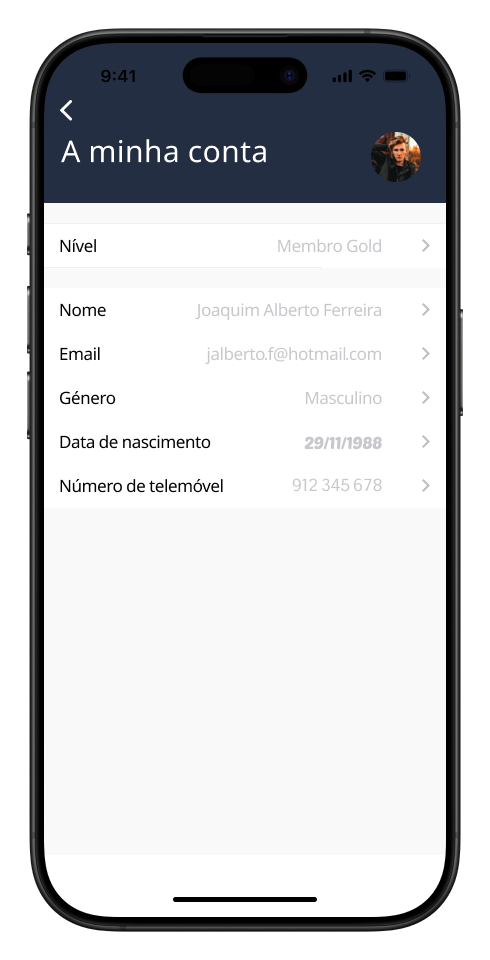 9:41
A minha conta
Nível Membro Gold
Nome Joaquim Alberto Ferreira
Email jalberto.f@hotmail.com
Género Masculino
Data de nascimento 29/11/1988
Número de telemóvel 912 345 678